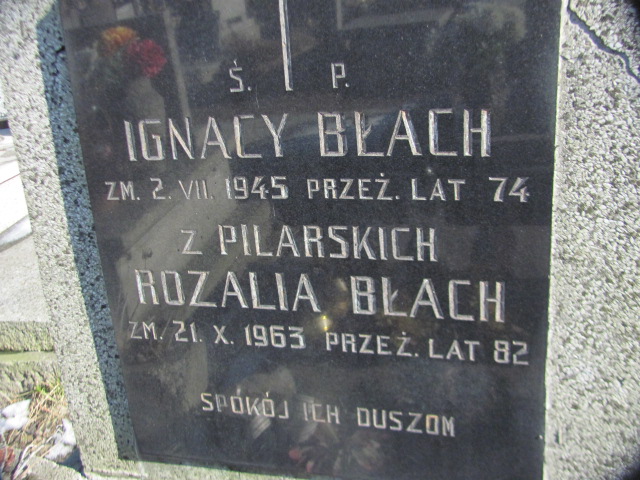 Ś. P.
IGNACY BŁACH
ZM. 2. VII. 1945 PRZEŻ. LAT 74
Z PILARSKICH
ROZALIA BŁACH
ZM. 21. X. 1963 PRZEŻ. LAT 82
SPOKÓJ ICH DUSZOM